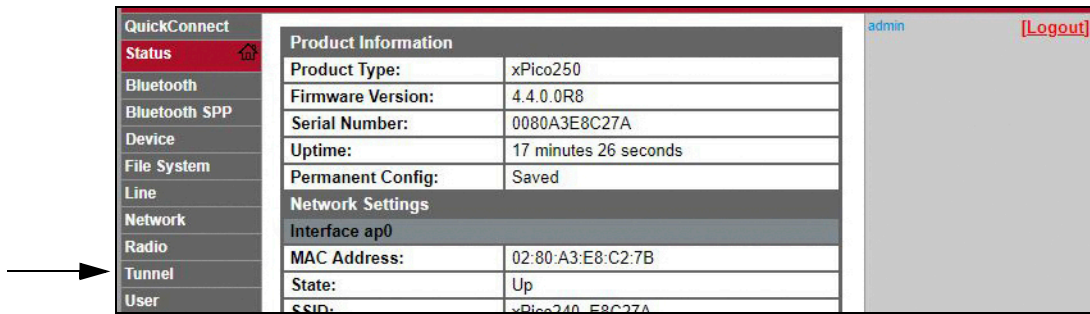 QuickConnect
Status
Bluetooth
Bluetooth SPP
Device
File System
Line
Network
Radio
Tunnel
User
Product Information
Product Type: xPico250
Firmware Version: 4.4.0.0R8
Serial Number: 0080A3E8C27A
Uptime: 17 minutes 26 seconds
Permanent Config: Saved
Network Settings
Interface ap0
MAC Address: 02:80:A3:E8:C2:7B
State: Up
SSID: xPico240_E8C27A
admin [Logout]